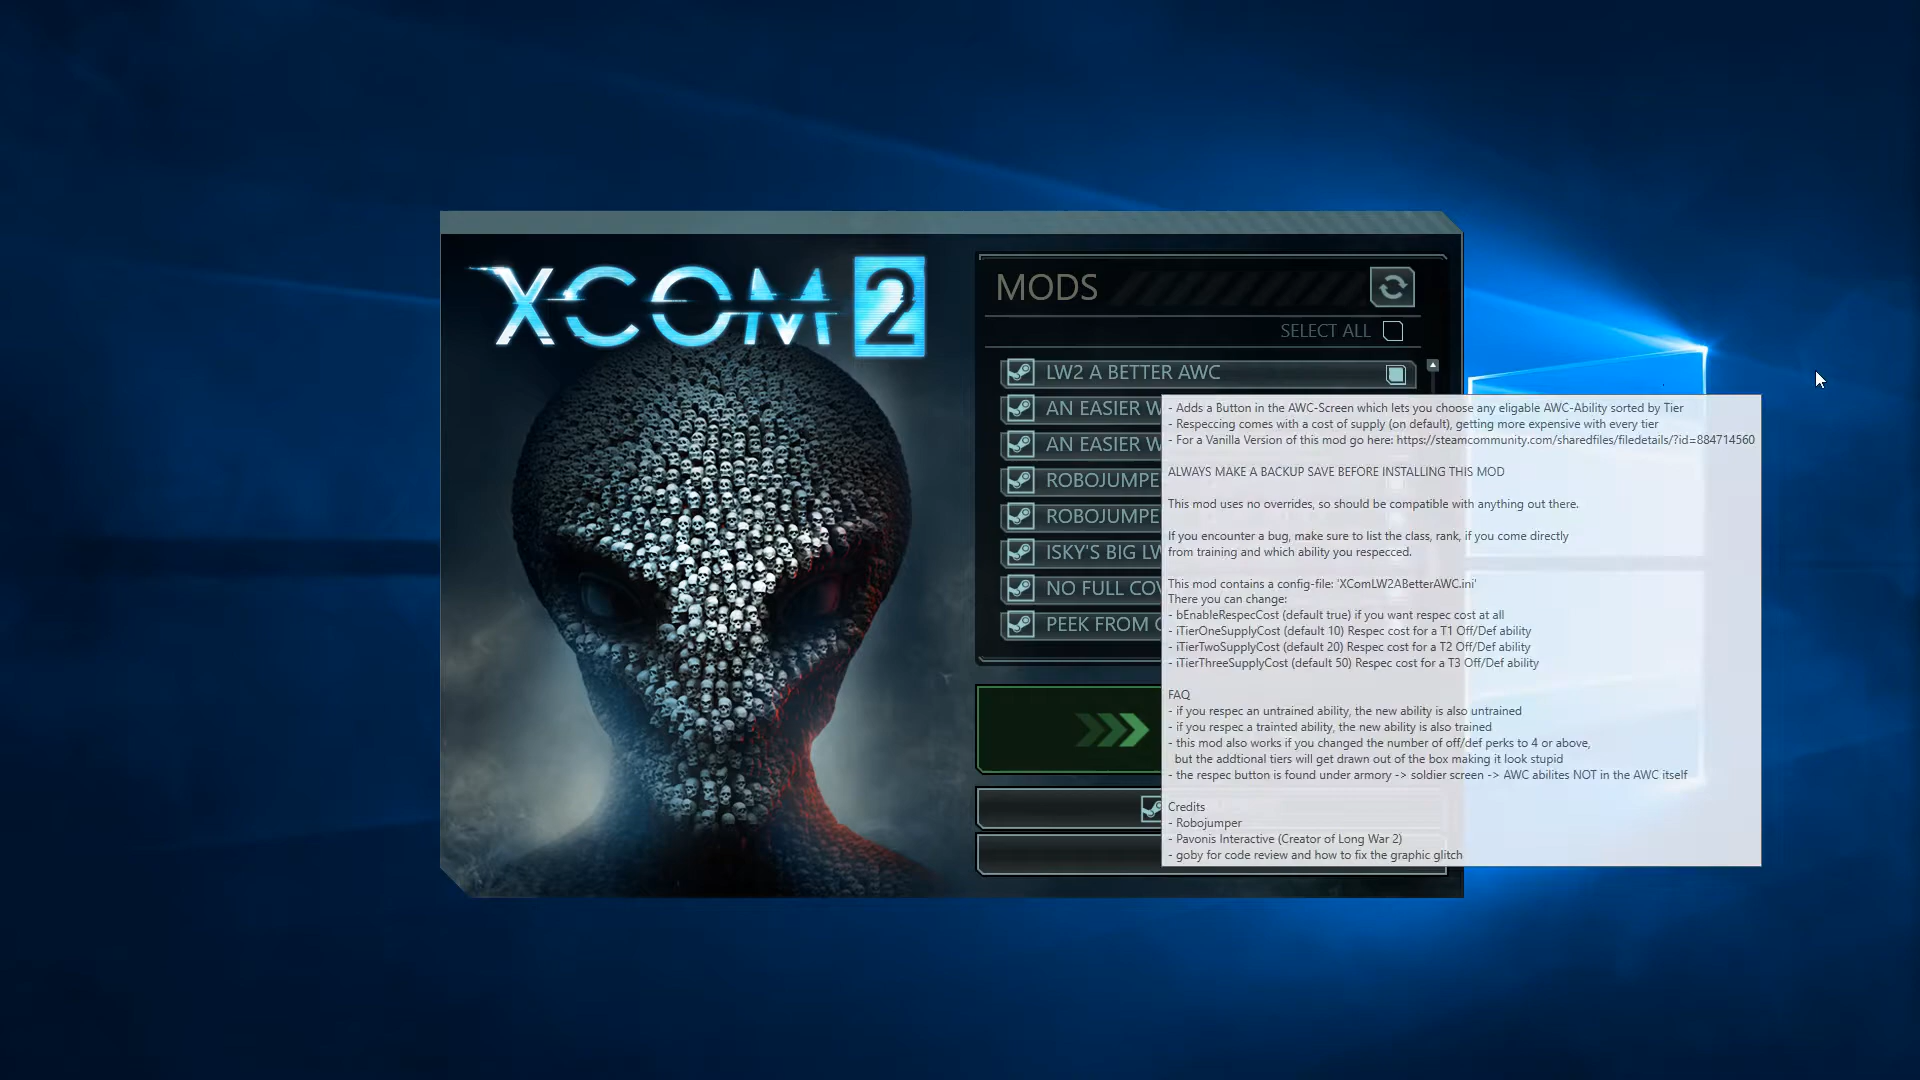 XCOM 2
MODS
SELECT ALL
LW2 A BETTER AWC
AN EASIER W
AN EASIER W
ROBOJUMPE
ROBOJUMPE
ISKY'S BIG LW
NO FULL COV
PEEK FROM
- Adds a Button in the AWC-Screen which lets you choose any eligable AWC-Ability sorted by Tier
- Respeccing comes with a cost of supply (on default), getting more expensive with every tier
- For a Vanilla Version of this mod go here: https://steamcommunity.com/sharedfiles/filedetails/?id=884714560
ALWAYS MAKE A BACKUP SAVE BEFORE INSTALLING THIS MOD
This mod uses no overrides, so should be compatible with anything out there.
If you encounter a bug, make sure to list the class, rank, if you come directly
from training and which ability you respecced.
This mod contains a config-file: 'XComLW2ABetterAWC.ini'
There you can change:
- bEnableRespecCost (default true) if you want respec cost at all
- iTierOneSupplyCost (default 10) Respec cost for a T1 Off/Def ability
- iTierTwoSupplyCost (default 20) Respec cost for a T2 Off/Def ability
- iTierThreeSupplyCost (default 50) Respec cost for a T3 Off/Def ability
FAQ
- if you respec an untrained ability, the new ability is also untrained
- if you respec a trainted ability, the new ability is also trained
- this mod also works if you changed the number of off/def perks to 4 or above,
but the addtional tiers will get drawn out of the box making it look stupid
- the respec button is found under armory -> soldier screen -> AWC abilites NOT in the AWC itself
Credits
- Robojumper
- Pavonis Interactive (Creator of Long War 2)
- goby for code review and how to fix the graphic glitch